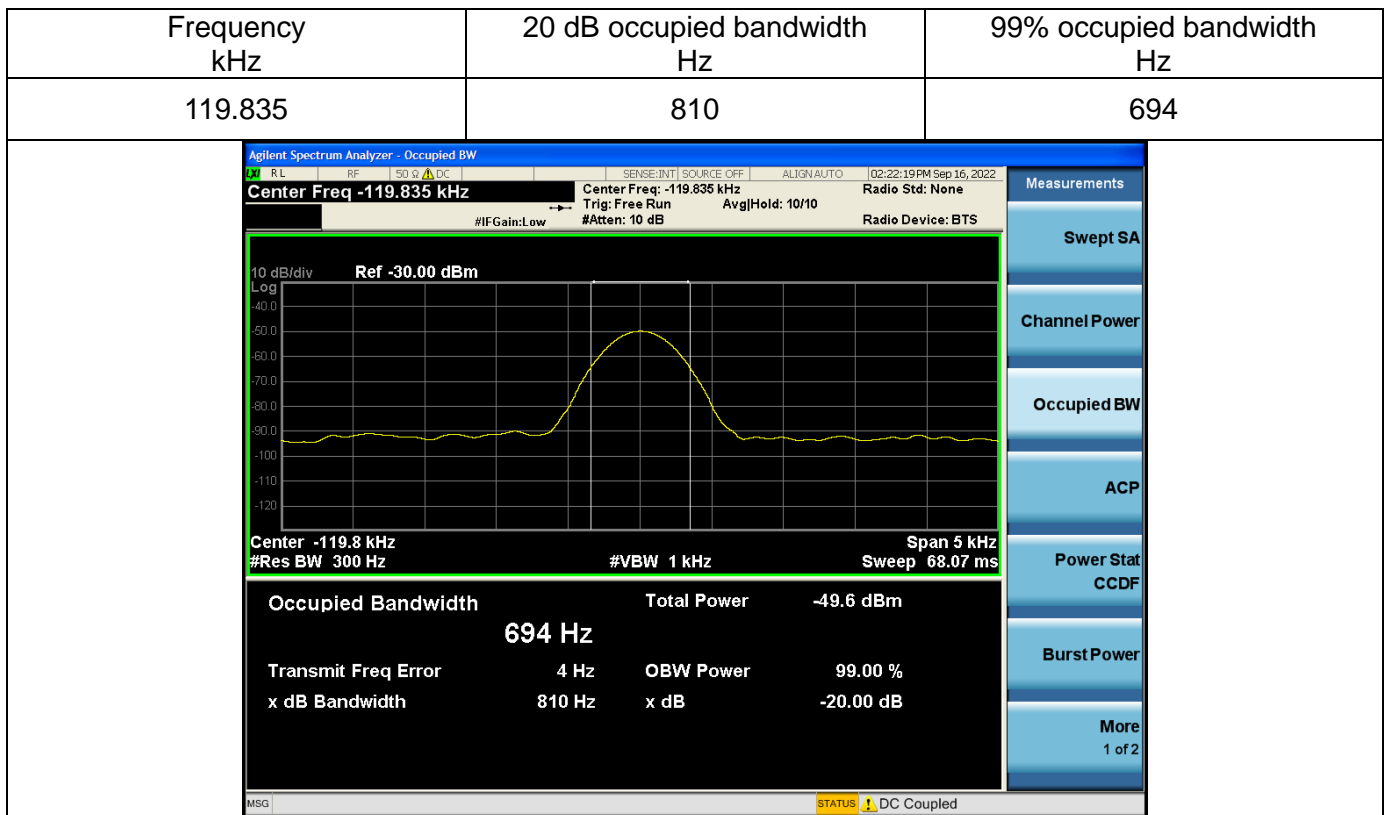 Frequency
kHz
20 dB occupied bandwidth
Hz
99% occupied bandwidth
Hz
119.835
810
694
Agilent Spectrum Analyzer - Occupied BW
LXI RL RF 50 Ω DC SENSE:INT SOURCE OFF ALIGN AUTO 02:22:19 PM Sep 16, 2022
Center Freq -119.835 kHz
Center Freq: -119.835 kHz
Radio Std: None
Trig: Free Run Avg|Hold: 10/10
#IFGain:Low #Atten: 10 dB Radio Device: BTS
10 dB/div Ref -30.00 dBm
Log
-40.0
-50.0
-60.0
-70.0
-80.0
-90.0
-100
-110
-120
Center -119.8 kHz Span 5 kHz
#Res BW 300 Hz #VBW 1 kHz Sweep 68.07 ms
Occupied Bandwidth Total Power -49.6 dBm
694 Hz
Transmit Freq Error 4 Hz OBW Power 99.00 %
x dB Bandwidth 810 Hz x dB -20.00 dB
Measurements
Swept SA
Channel Power
Occupied BW
ACP
Power Stat
CCDF
Burst Power
More
1 of 2
MSG STATUS DC Coupled